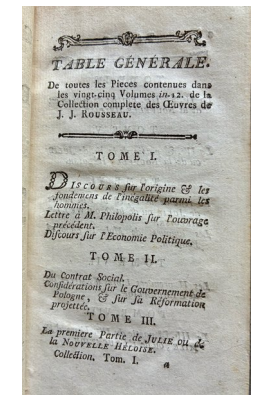 TABLE GÉNÉRALE.
De toutes les Pieces contenues dans
les vingt-cinq Volumes in-12. de la
Collection complete des Œuvres de
J. J. ROUSSEAU.
TOME I.
DISCOURS ſur l'origine & les
fondemens de l'inégalité parmi les
hommes.
Lettre à M. Philopolis ſur l'ouvrage
précédent.
Diſcours ſur l'Economie Politique.
TOME II.
Du Contrat Social.
Conſidérations ſur le Gouvernement de
Pologne, & ſur ſa Réformation
projettée.
TOME III.
La premiere Partie de JULIE ou de
la NOUVELLE HÉLOISE.
Collection. Tom. I. a